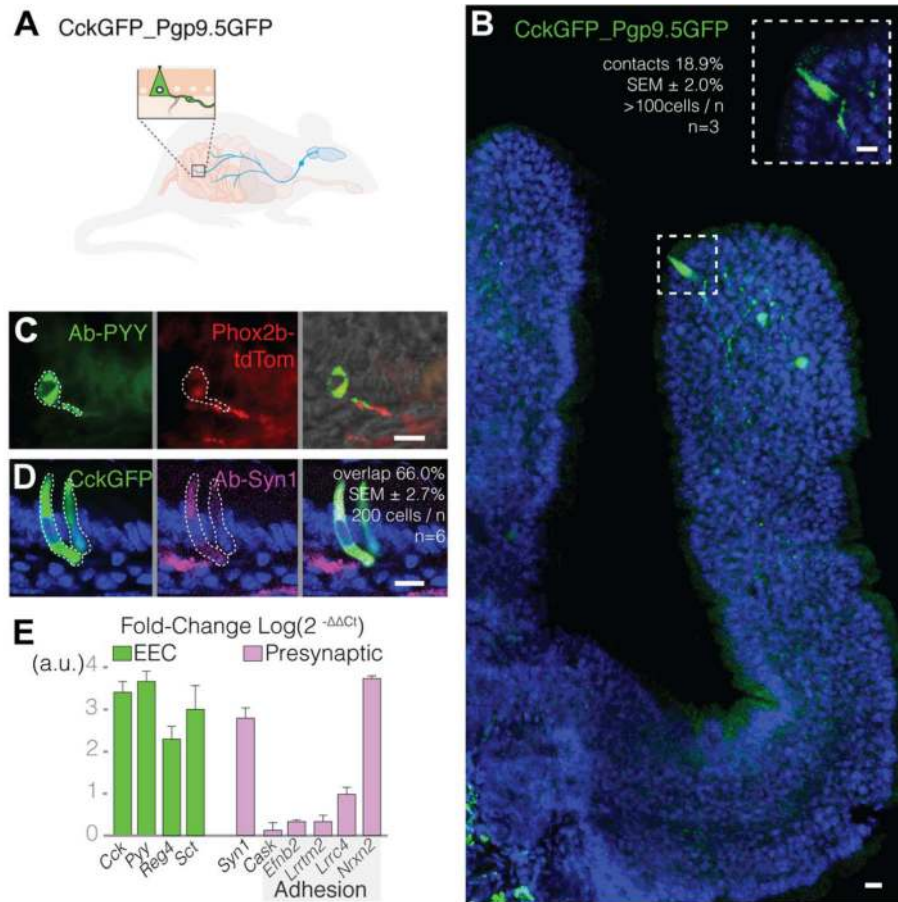 A CckGFP_Pgp9.5GFP
B CckGFP_Pgp9.5GFP
contacts 18.9%
SEM ± 2.0%
>100cells / n
n=3
C Ab-PYY
Phox2b-
tdTom
D CckGFP
Ab-Syn1
overlap 66.0%
SEM ± 2.7%
200 cells / n
n=6
E Fold-Change Log(2 -ΔΔCt)
(a.u.)
EEC
Presynaptic
4
3
2
1
0
Cck
Pyy
Reg4
Sct
Syn1
Cask
Efnb2
Lrrtm2
Lrrc4
Nrxn2
Adhesion